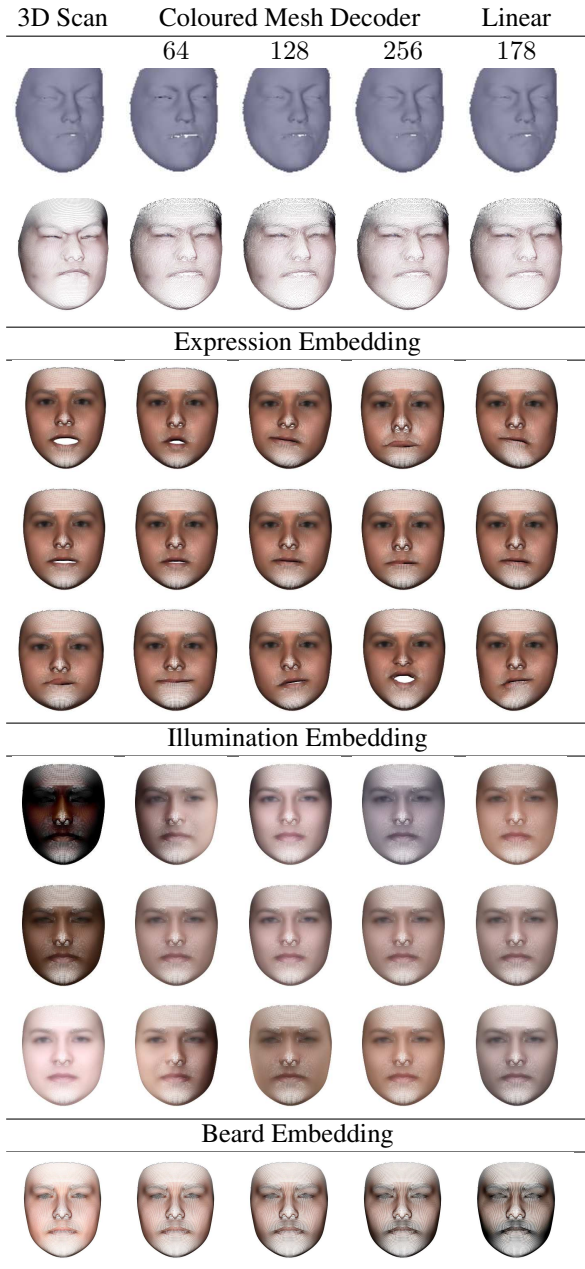 3D Scan Coloured Mesh Decoder Linear
64 128 256 178
Expression Embedding
Illumination Embedding
Beard Embedding